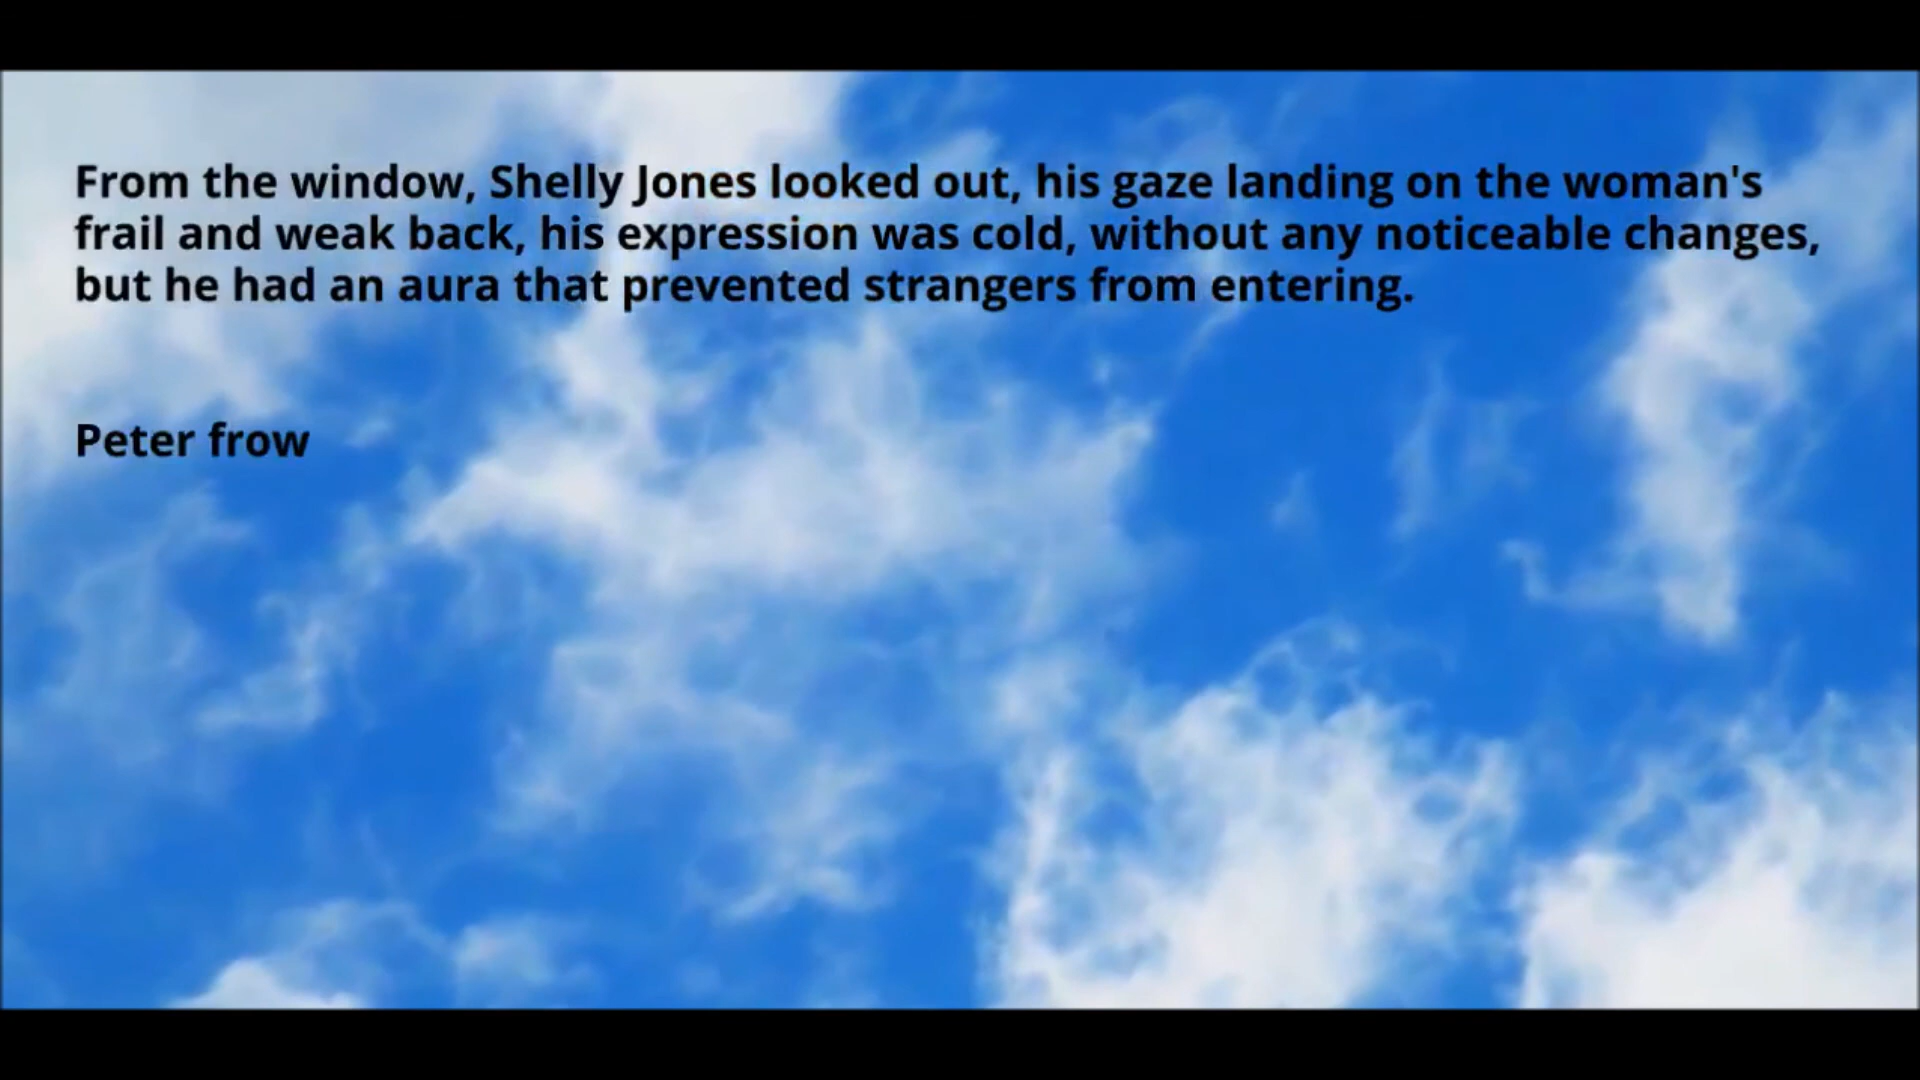 From the window, Shelly Jones looked out, his gaze landing on the woman's
frail and weak back, his expression was cold, without any noticeable changes,
but he had an aura that prevented strangers from entering.
Peter frow